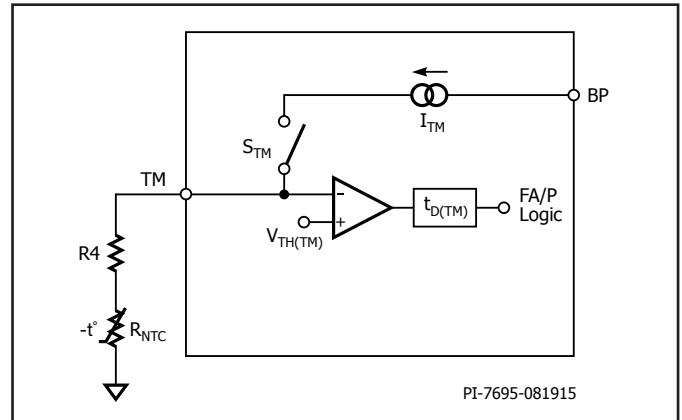 BP
I_TM
S_TM
TM
-
+
V_TH(TM)
t_D(TM)
FA/P
Logic
R4
-t°
R_NTC
PI-7695-081915